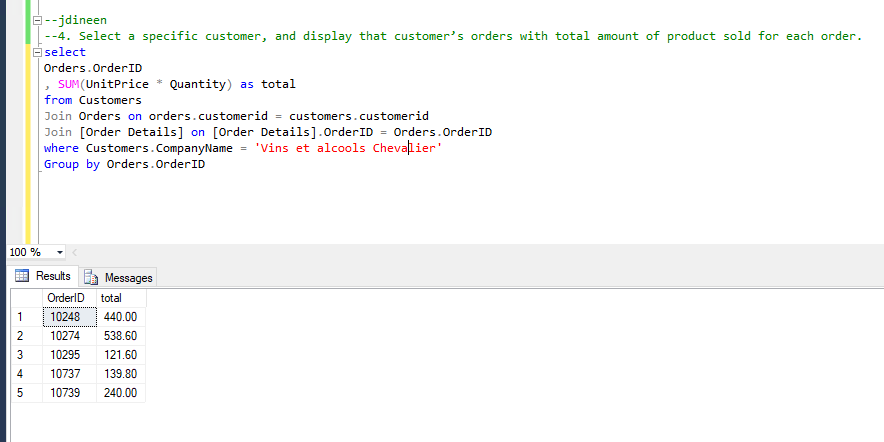 --jdineen
--4. Select a specific customer, and display that customer’s orders with total amount of product sold for each order.
select
Orders.OrderID
, SUM(UnitPrice * Quantity) as total
from Customers
Join Orders on orders.customerid = customers.customerid
Join [Order Details] on [Order Details].OrderID = Orders.OrderID
where Customers.CompanyName = 'Vins et alcools Chevalier'
Group by Orders.OrderID
100 %
Results Messages
OrderID total
1 10248 440.00
2 10274 538.60
3 10295 121.60
4 10737 139.80
5 10739 240.00